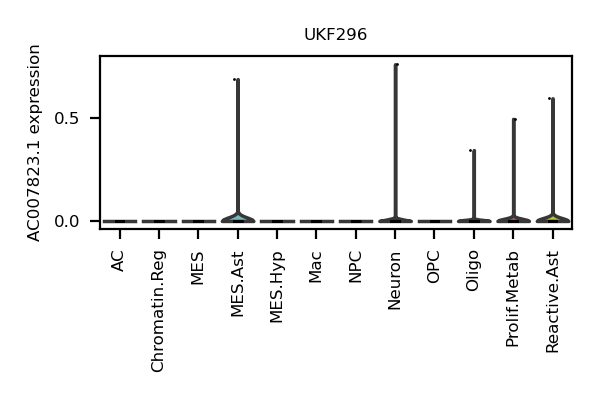 UKF296
AC007823.1 expression
0.5
0.0
AC
Chromatin.Reg
MES
MES.Ast
MES.Hyp
Mac
NPC
Neuron
OPC
Oligo
Prolif.Metab
Reactive.Ast